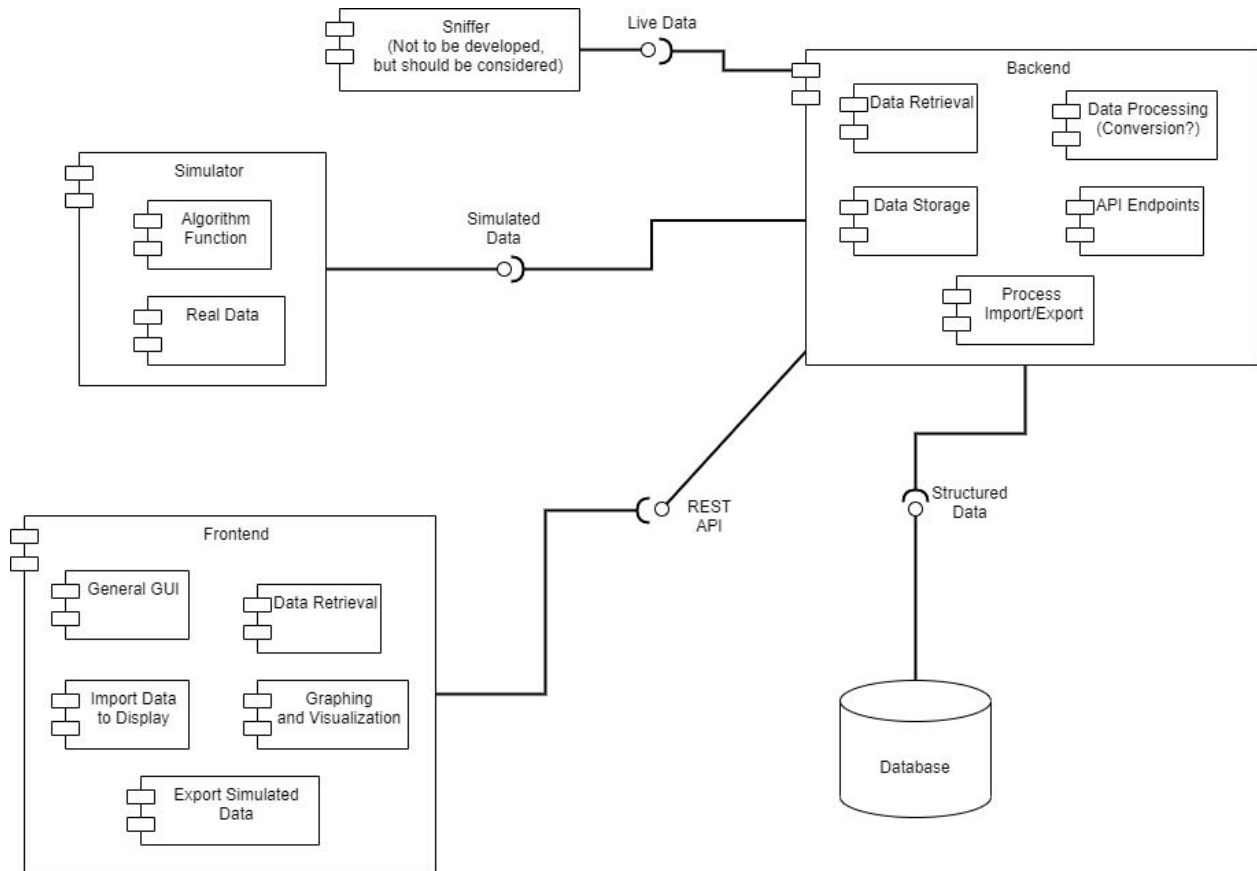 Sniffer
(Not to be developed,
but should be considered)
Live Data
Backend
Data Retrieval
Data Processing
(Conversion?)
Data Storage
API Endpoints
Process
Import/Export
Simulator
Algorithm
Function
Real Data
Simulated
Data
REST
API
Structured
Data
Frontend
General GUI
Data Retrieval
Import Data
to Display
Graphing
and Visualization
Export Simulated
Data
Database